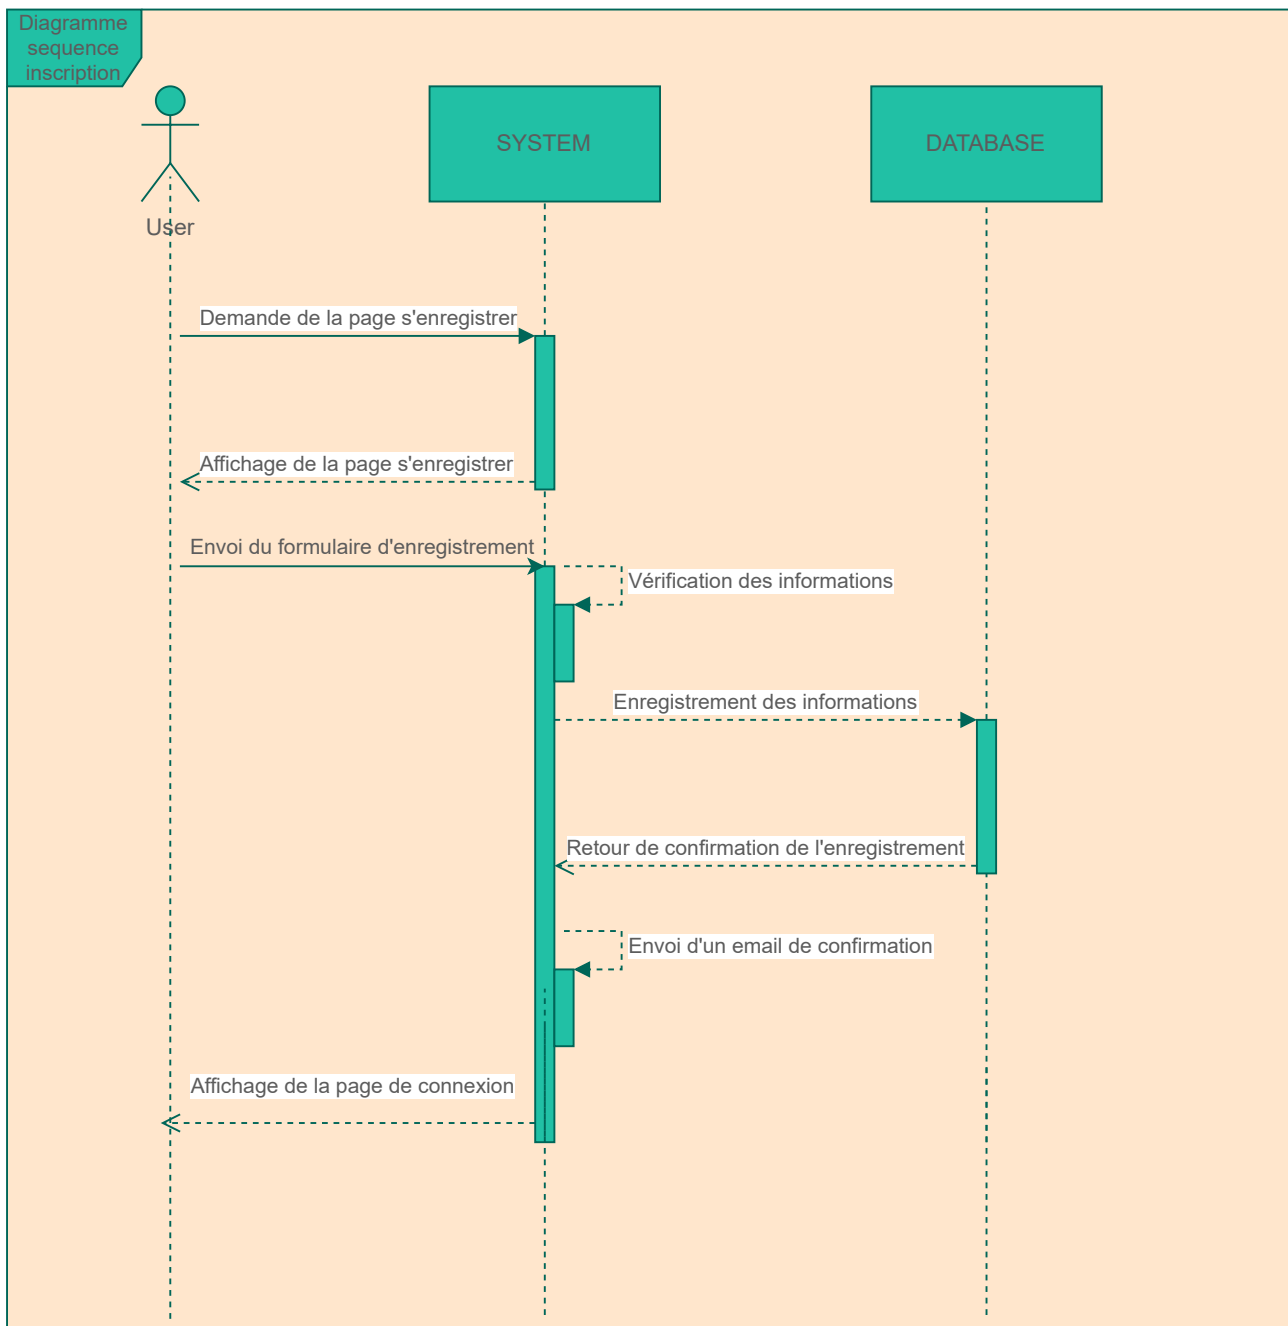 Diagramme
sequence
inscription
SYSTEM
DATABASE
User
Demande de la page s'enregistrer
Affichage de la page s'enregistrer
Envoi du formulaire d'enregistrement
Vérification des informations
Enregistrement des informations
Retour de confirmation de l'enregistrement
Envoi d'un email de confirmation
Affichage de la page de connexion